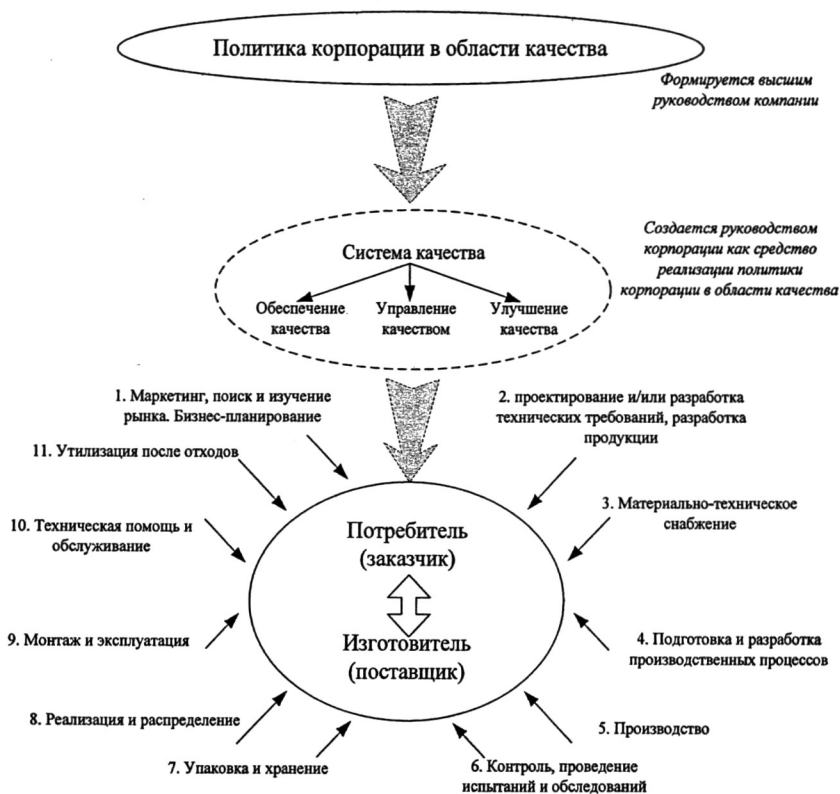 Политика корпорации в области качества
Формируется высшим
руководством компании
Создается руководством
корпорации как средство
реализации политики
корпорации в области качества
Система качества
Обеспечение
качества
Управление
качеством
Улучшение
качества
1. Маркетинг, поиск и изучение
рынка. Бизнес-планирование
2. проектирование и/или разработка
технических требований, разработка
продукции
11. Утилизация после отходов
3. Материально-техническое
снабжение
10. Техническая помощь и
обслуживание
Потребитель
(заказчик)
Изготовитель
(поставщик)
9. Монтаж и эксплуатация
4. Подготовка и разработка
производственных процессов
8. Реализация и распределение
5. Производство
7. Упаковка и хранение
6. Контроль, проведение
испытаний и обследований